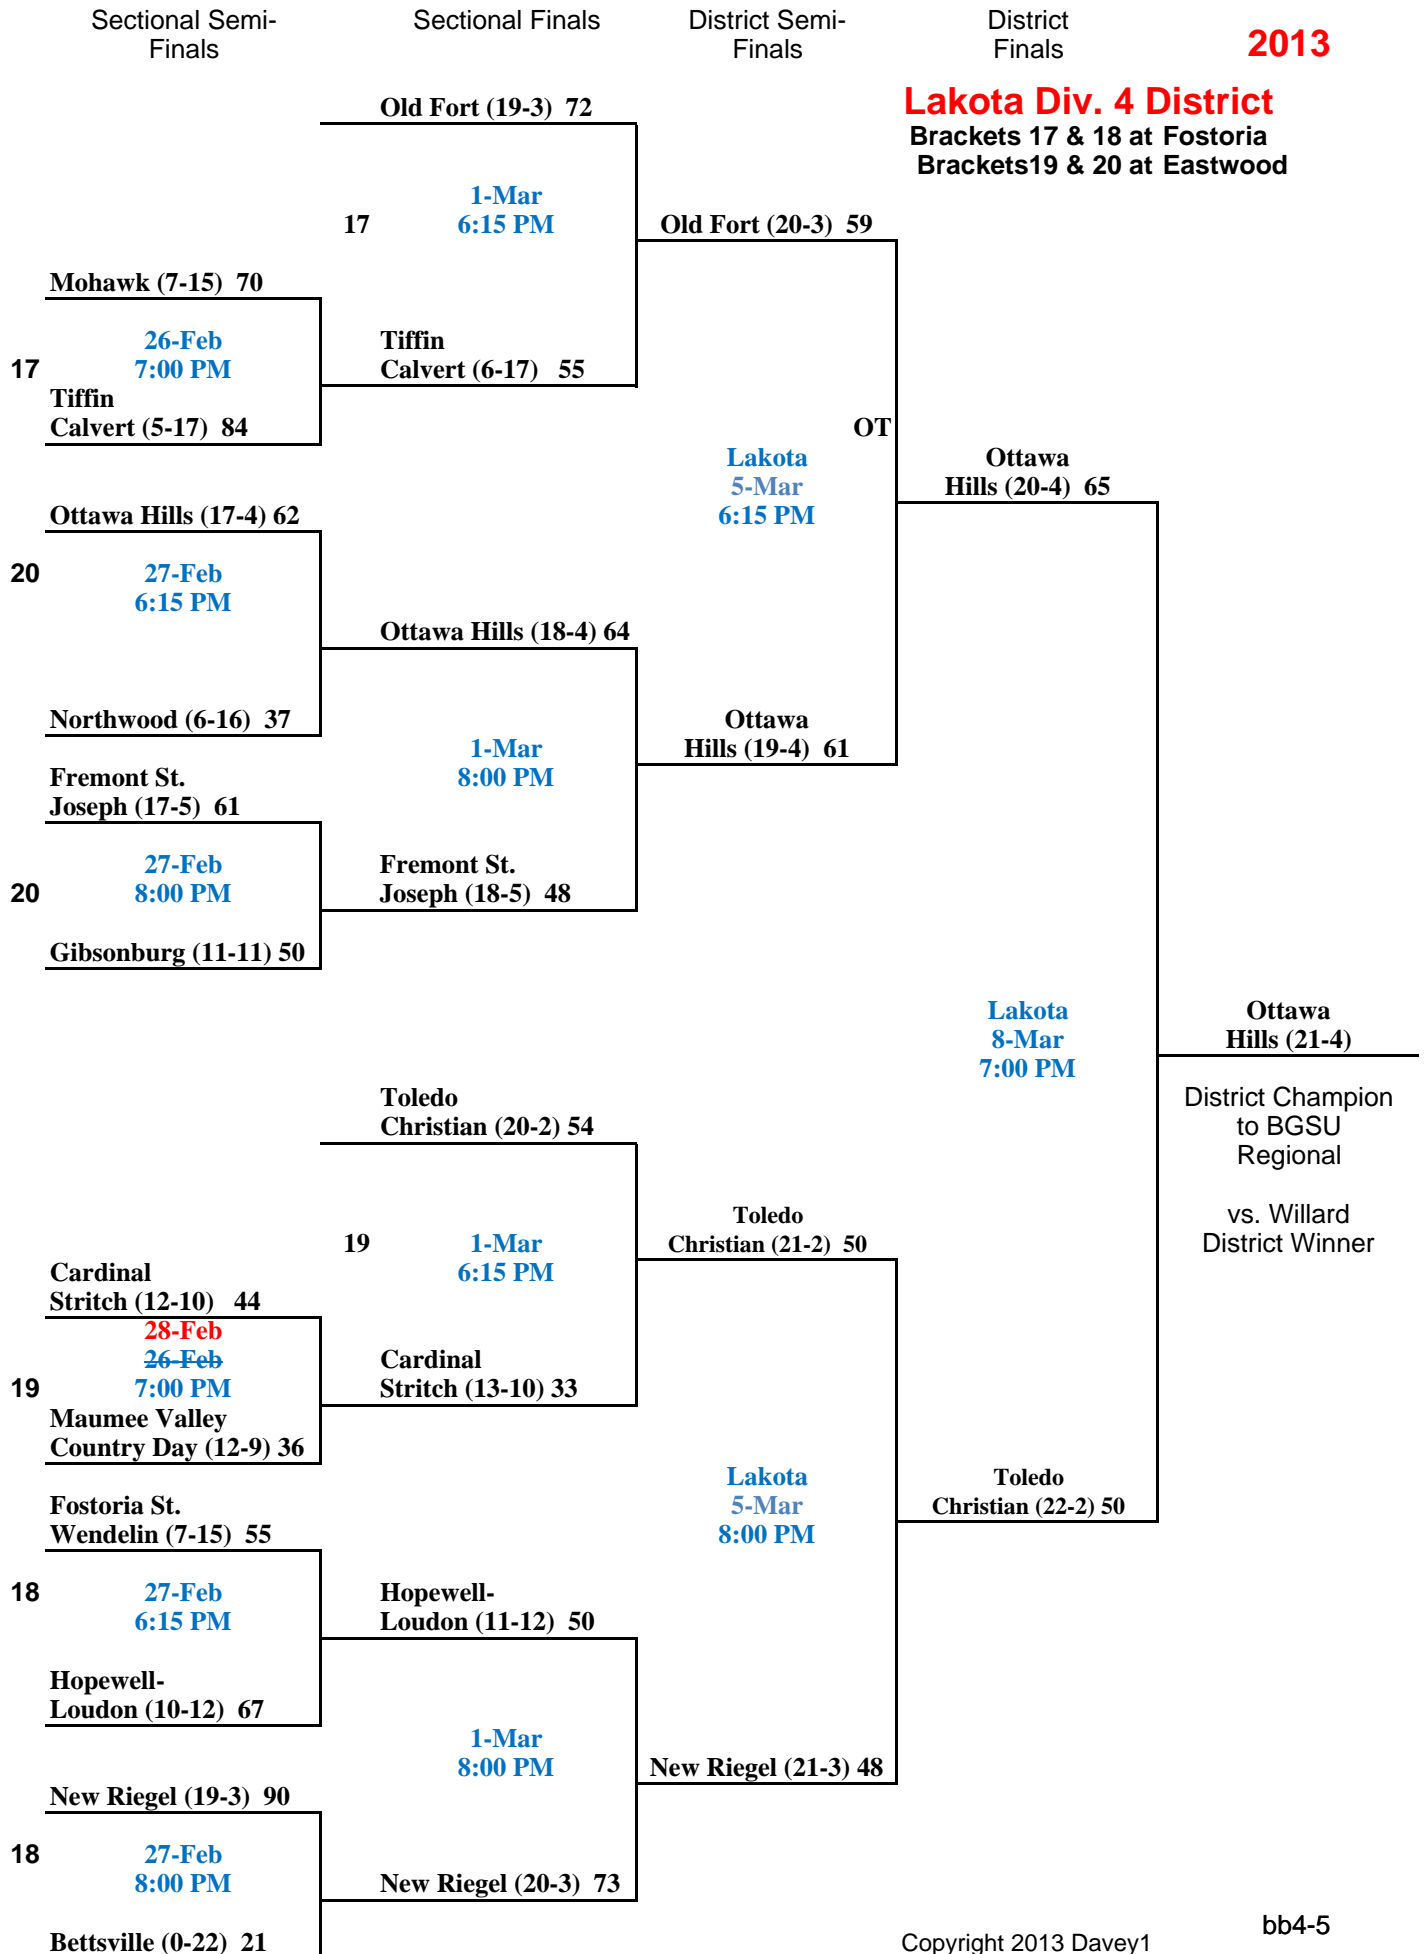 Sectional Semi-
Finals
Sectional Finals
District Semi-
Finals
District
Finals
2013
Lakota Div. 4 District
Brackets 17 & 18 at Fostoria
Brackets19 & 20 at Eastwood
Old Fort (19-3) 72
1-Mar
17 6:15 PM
Old Fort (20-3) 59
Mohawk (7-15) 70
26-Feb
17 7:00 PM
Tiffin
Calvert (5-17) 84
Tiffin
Calvert (6-17) 55
OT
Lakota
5-Mar
6:15 PM
Ottawa
Hills (20-4) 65
Ottawa Hills (17-4) 62
20 27-Feb
6:15 PM
Ottawa Hills (18-4) 64
Northwood (6-16) 37
1-Mar
8:00 PM
Ottawa
Hills (19-4) 61
Fremont St.
Joseph (17-5) 61
27-Feb
20 8:00 PM
Fremont St.
Joseph (18-5) 48
Gibsonburg (11-11) 50
Lakota
8-Mar
7:00 PM
Ottawa
Hills (21-4)
District Champion
to BGSU
Regional
vs. Willard
District Winner
Toledo
Christian (20-2) 54
19 1-Mar
6:15 PM
Toledo
Christian (21-2) 50
Cardinal
Stritch (12-10) 44
28-Feb
26-Feb
19 7:00 PM
Maumee Valley
Country Day (12-9) 36
Cardinal
Stritch (13-10) 33
Lakota
5-Mar
8:00 PM
Toledo
Christian (22-2) 50
Fostoria St.
Wendelin (7-15) 55
18 27-Feb
6:15 PM
Hopewell-
Loudon (11-12) 50
Hopewell-
Loudon (10-12) 67
1-Mar
8:00 PM
New Riegel (21-3) 48
New Riegel (19-3) 90
18 27-Feb
8:00 PM
New Riegel (20-3) 73
Bettsville (0-22) 21
Copyright 2013 Davey1
bb4-5